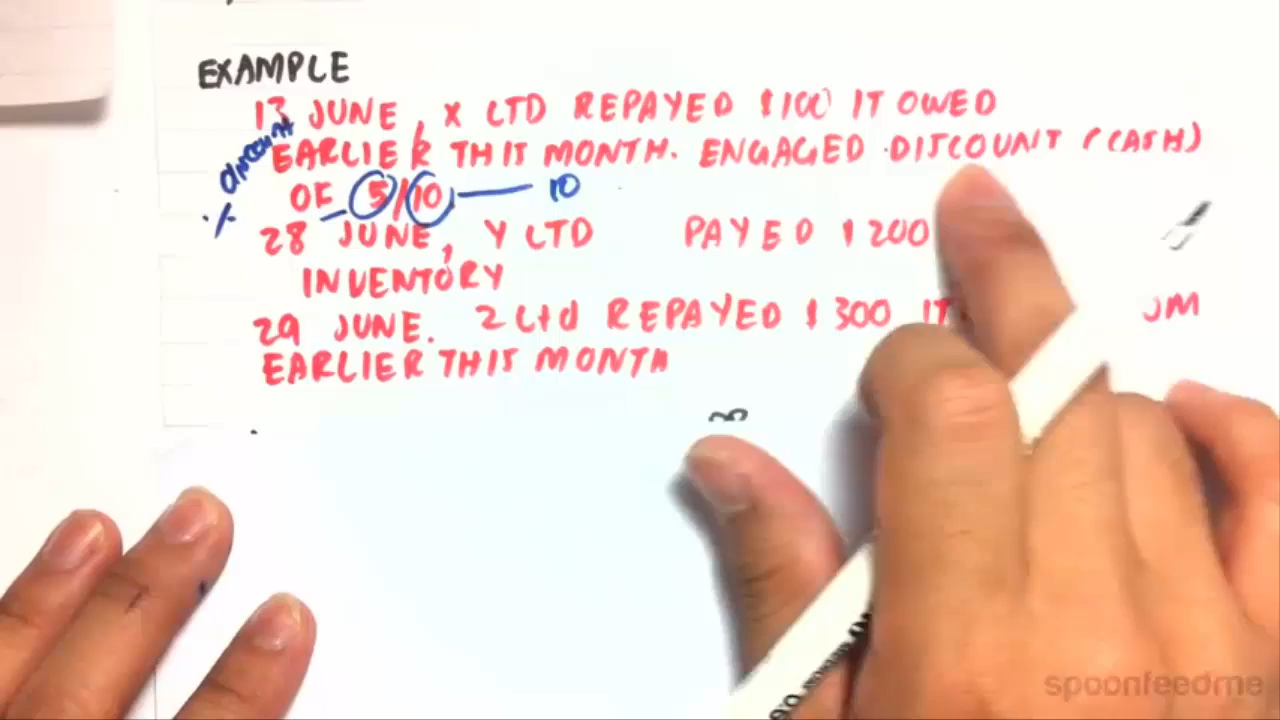 EXAMPLE
13 JUNE, X LTD REPAYED $100 IT OWED
EARLIER THIS MONTH. ENGAGED DISCOUNT (CASH)
OF 5/10 10
% DISCOUNT
28 JUNE, Y LTD PAYED $200
INVENTORY
29 JUNE. Z Ltd REPAYED $300 IT
EARLIER THIS MONTH
spoonfeedme